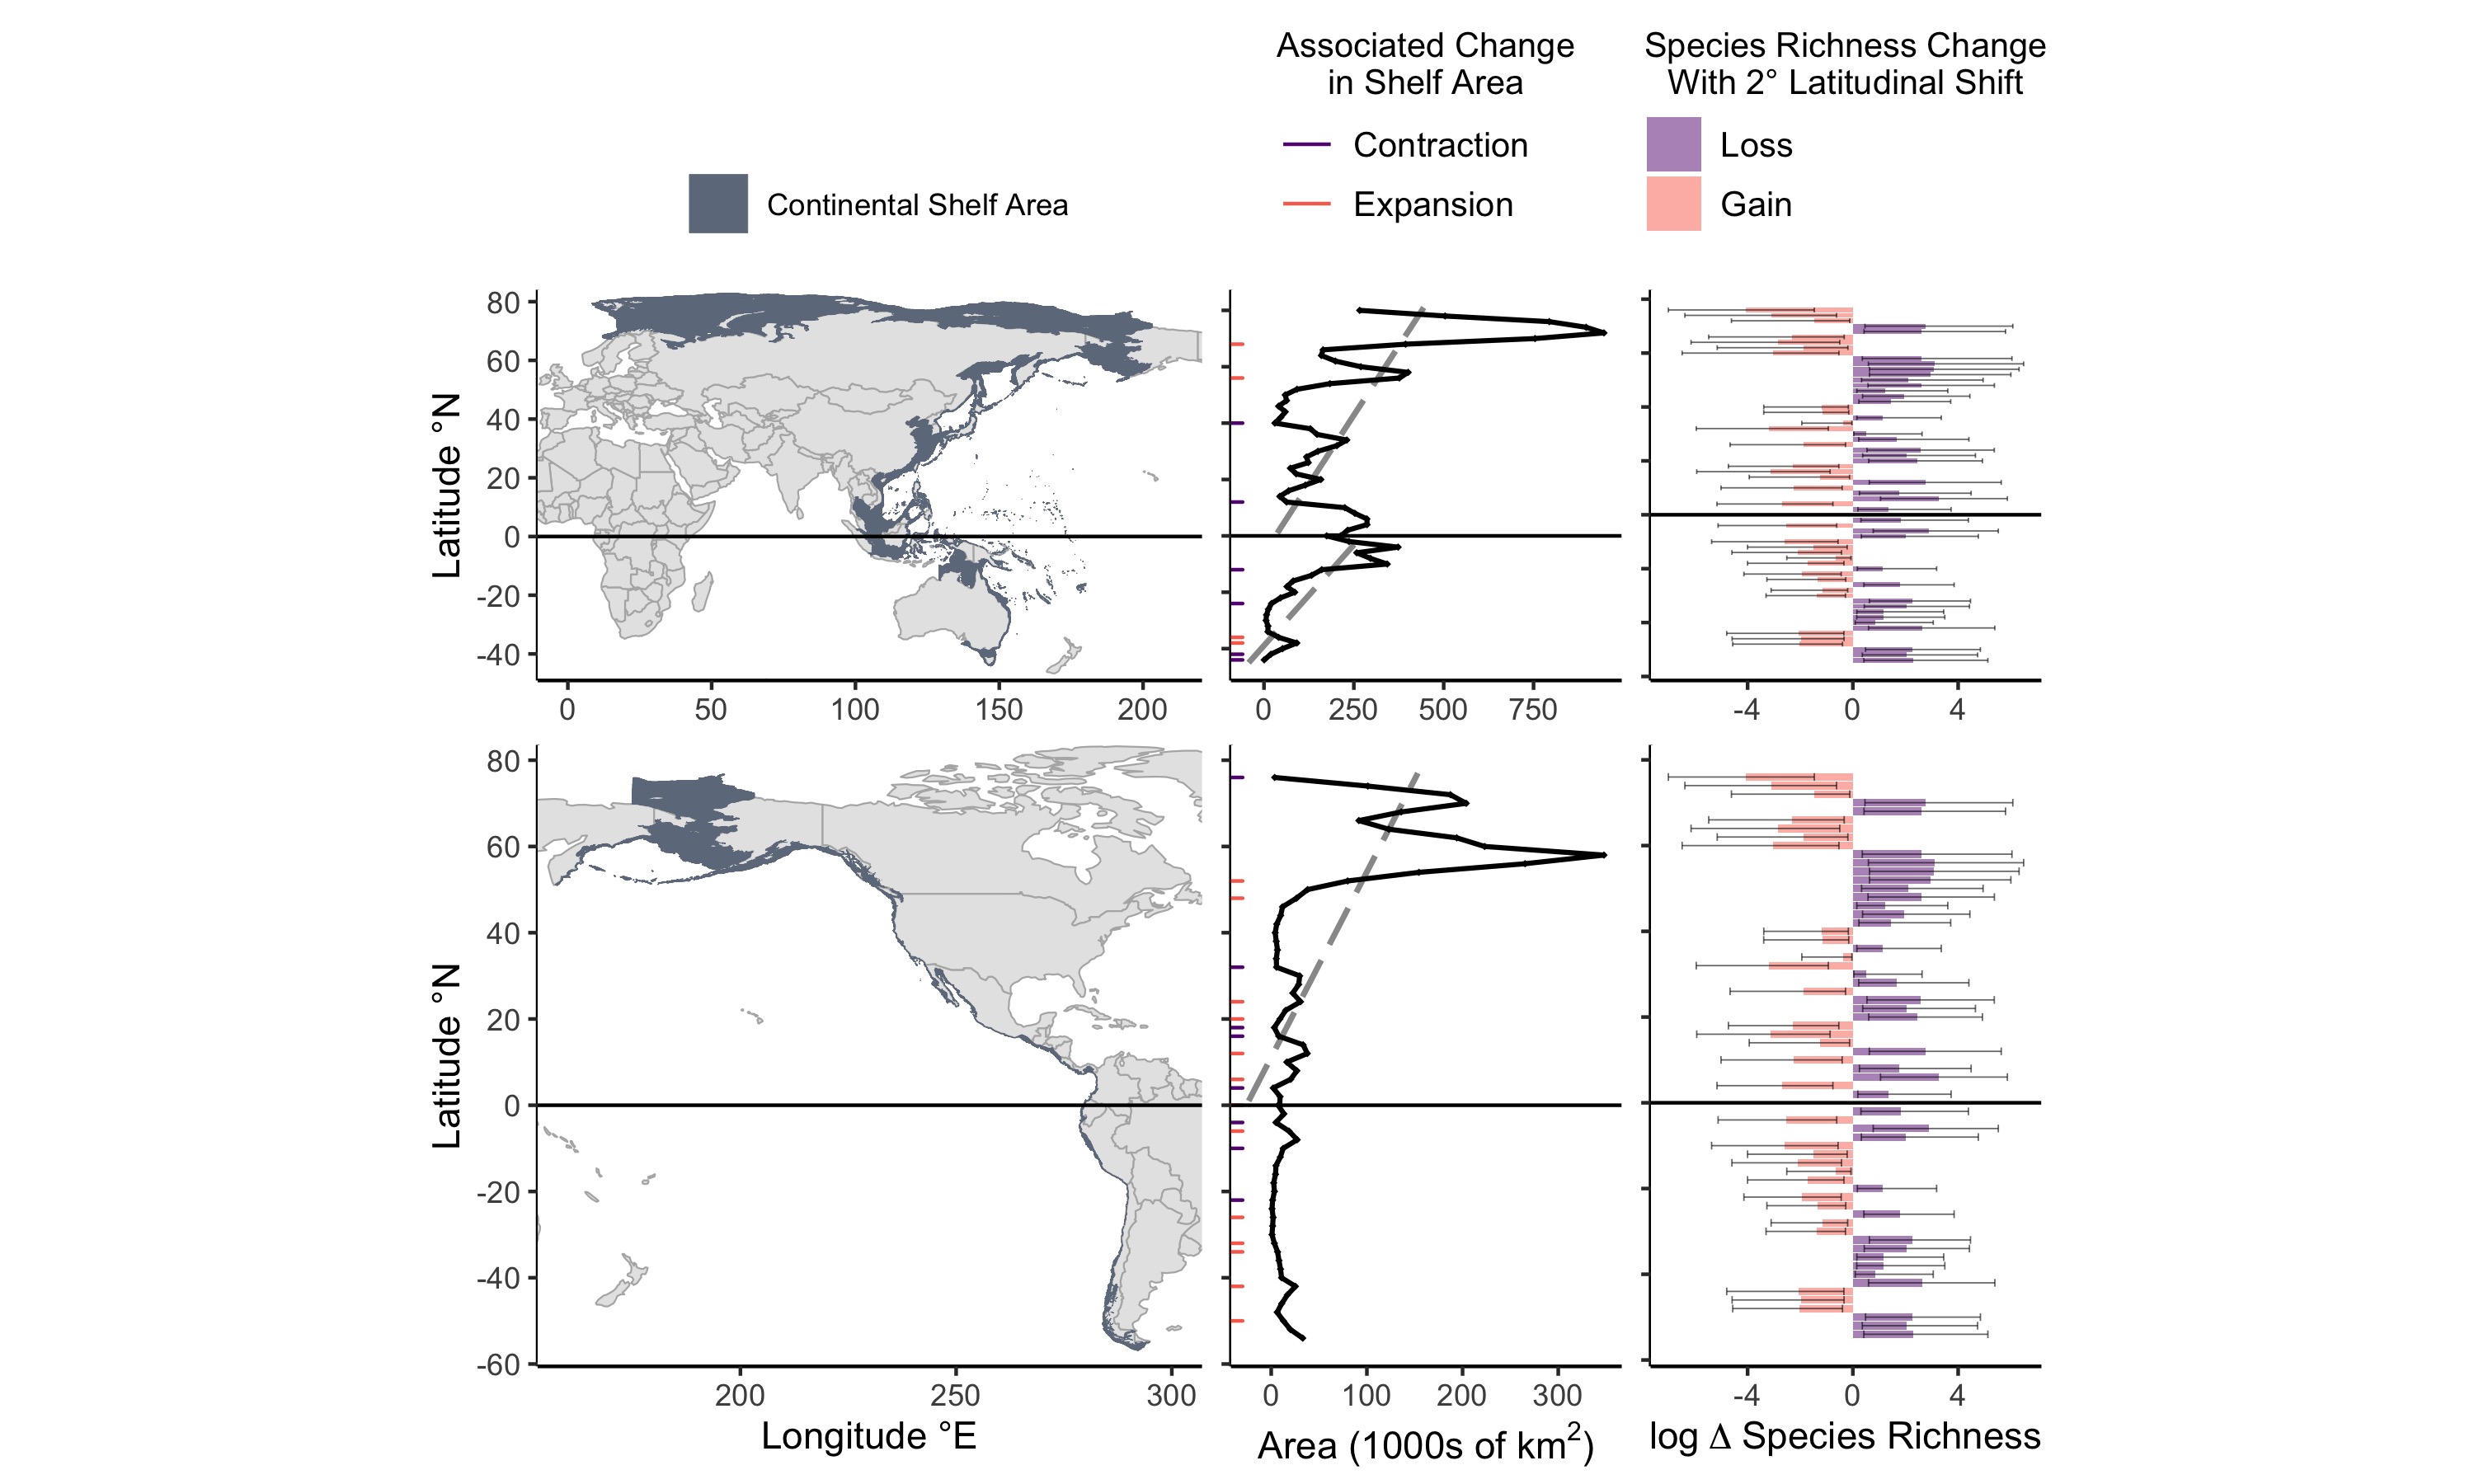 Associated Change
in Shelf Area
Contraction
Expansion
Species Richness Change
With 2° Latitudinal Shift
Loss
Gain
Continental Shelf Area
Latitude °N
80
60
40
20
0
-20
-40
0 50 100 150 200
0 250 500 750
-4 0 4
Latitude °N
80
60
40
20
0
-20
-40
-60
200 250 300
0 100 200 300
-4 0 4
Longitude °E
Area (1000s of km²)
log Δ Species Richness